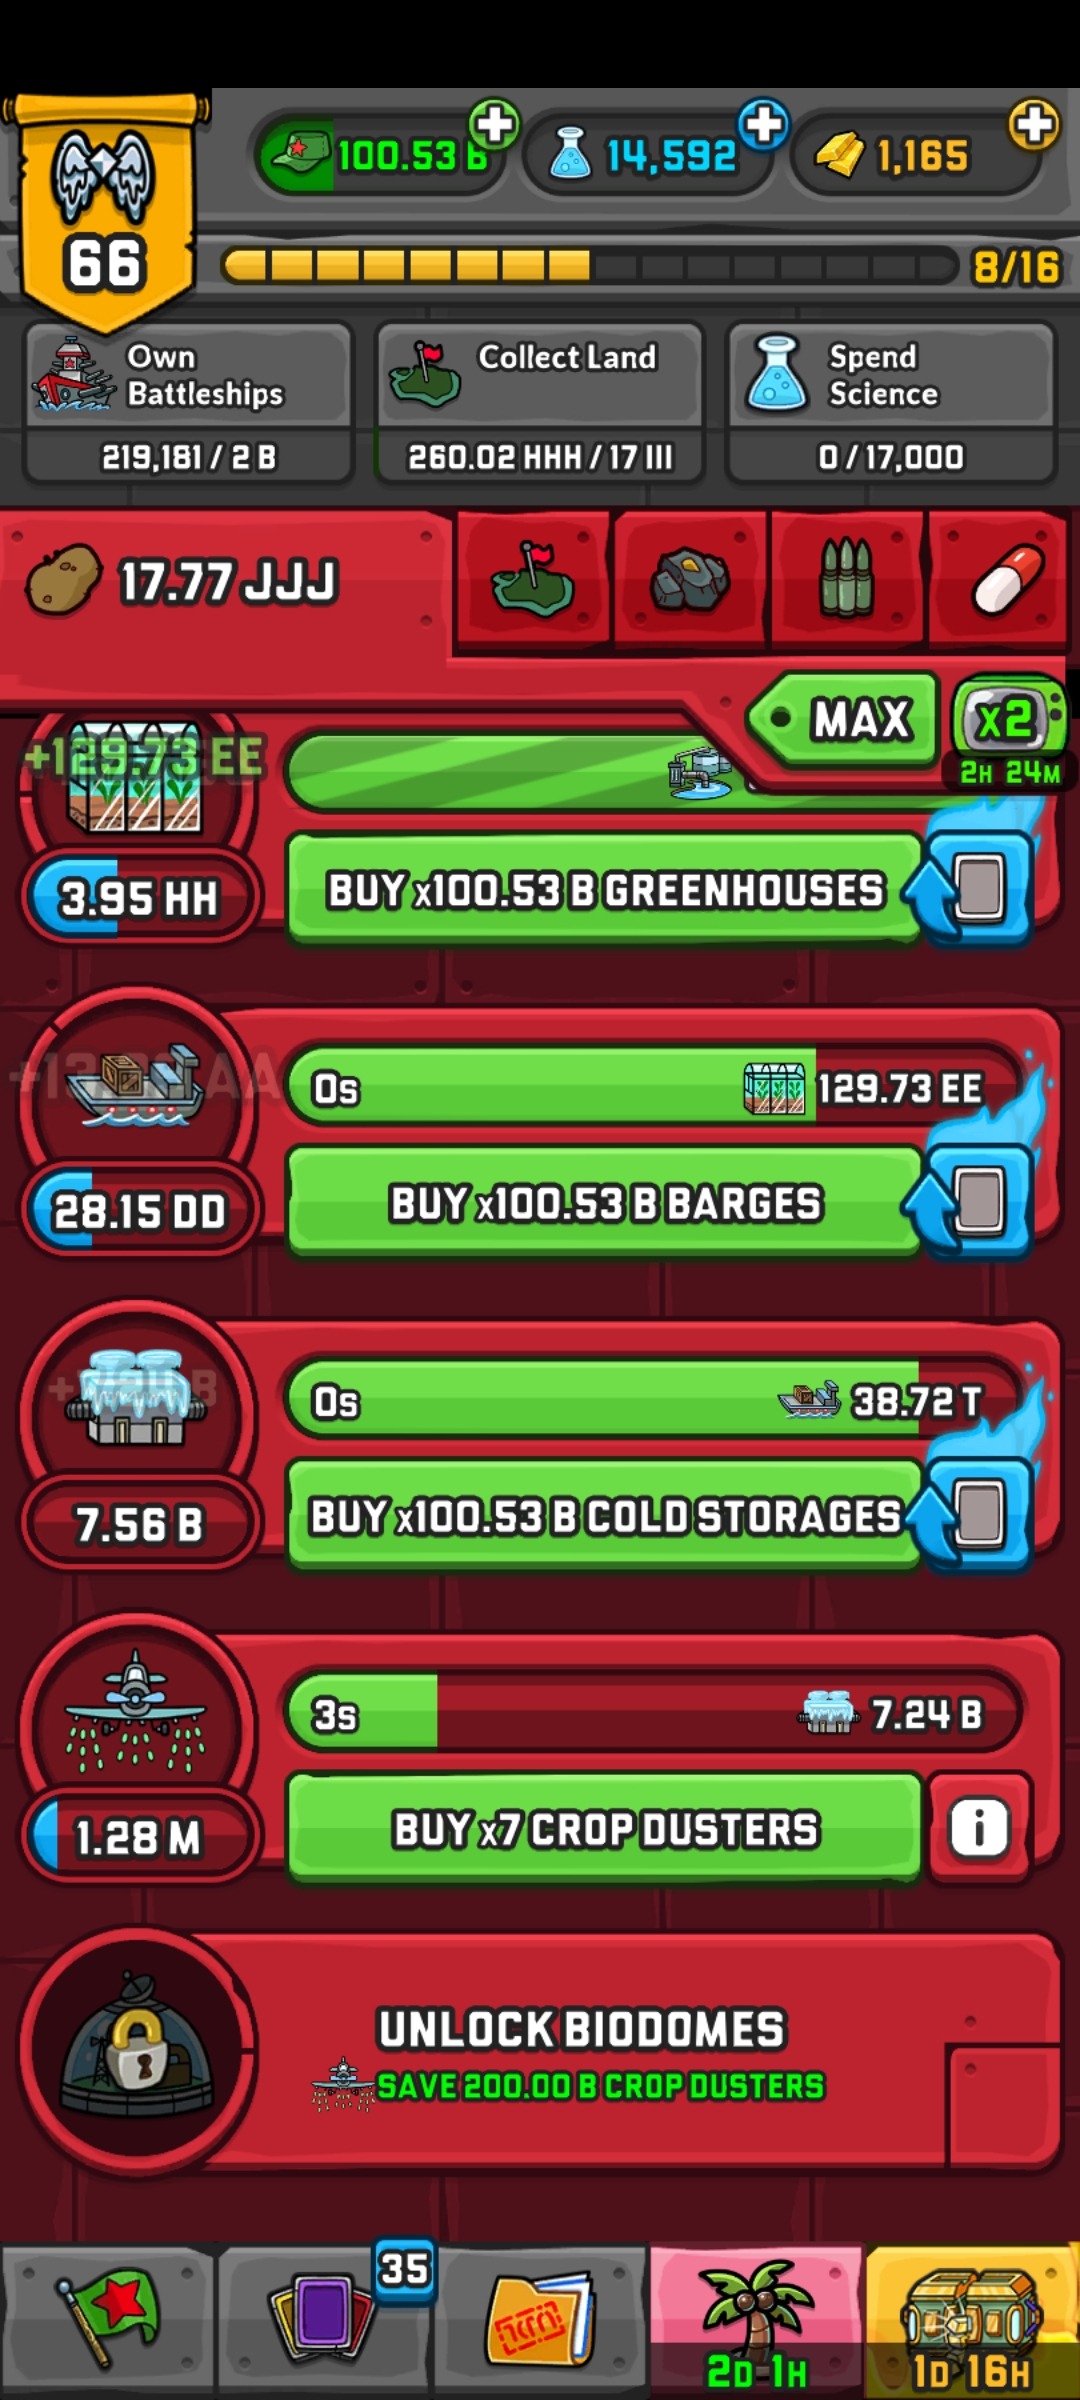 100.53 B
14,592
1,165
66
8/16
Own
Battleships
219,181 / 2 B
Collect Land
260.02 HHH / 17 III
Spend
Science
0 / 17,000
17.77 JJJ
MAX
x2
2H 24M
+129.73 EE
3.95 HH
BUY x100.53 B GREENHOUSES
0s
129.73 EE
28.15 DD
BUY x100.53 B BARGES
0s
38.72 T
7.56 B
BUY x100.53 B COLD STORAGES
3s
7.24 B
1.28 M
BUY x7 CROP DUSTERS
i
UNLOCK BIODOMES
SAVE 200.00 B CROP DUSTERS
35
2D 1H
1D 16H